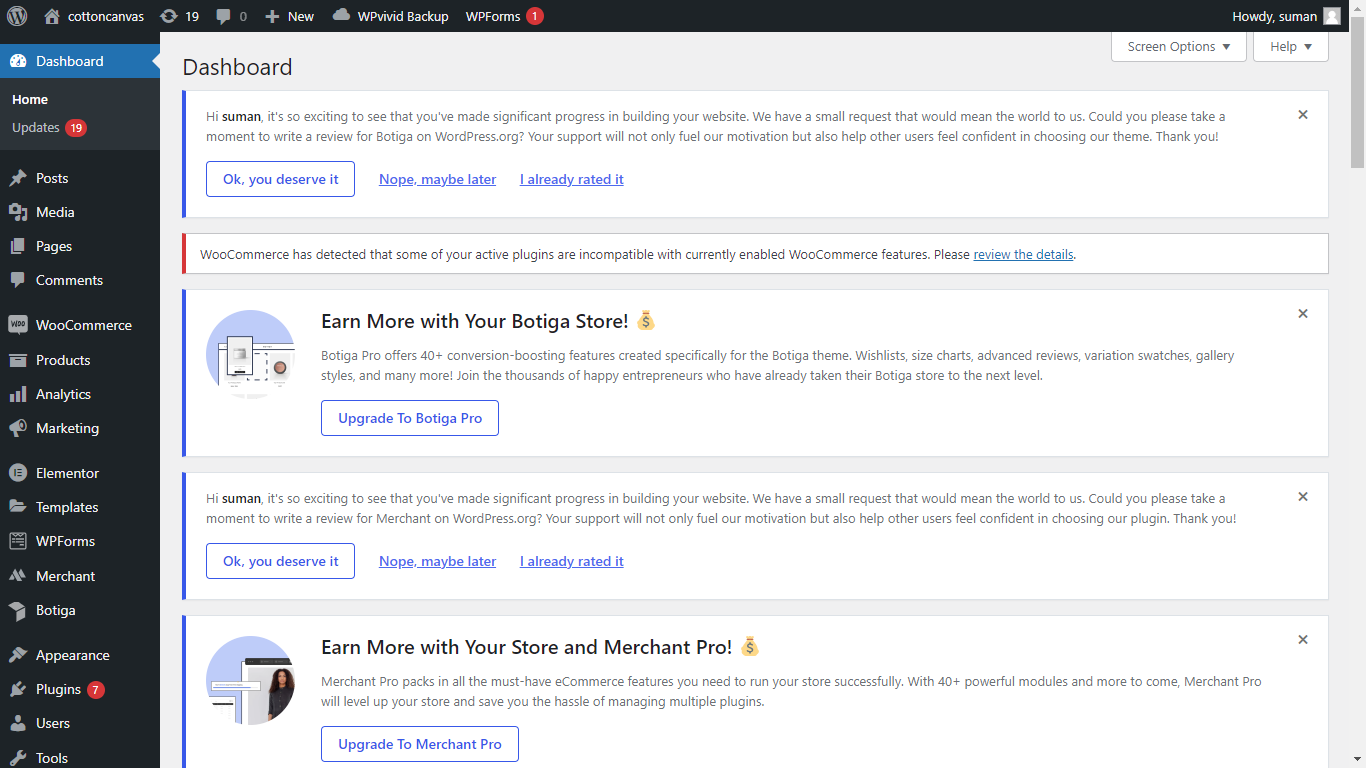 cottoncanvas 19 0 New WPvivid Backup WPForms 1 Howdy, suman
Dashboard
Home
Updates 19
Posts
Media
Pages
Comments
WooCommerce
Products
Analytics
Marketing
Elementor
Templates
WPForms
Merchant
Botiga
Appearance
Plugins 7
Users
Tools
Screen Options Help
Dashboard
Hi suman, it's so exciting to see that you've made significant progress in building your website. We have a small request that would mean the world to us. Could you please take a
moment to write a review for Botiga on WordPress.org? Your support will not only fuel our motivation but also help other users feel confident in choosing our theme. Thank you!
Ok, you deserve it Nope, maybe later I already rated it
WooCommerce has detected that some of your active plugins are incompatible with currently enabled WooCommerce features. Please review the details.
Earn More with Your Botiga Store! 💰
Botiga Pro offers 40+ conversion-boosting features created specifically for the Botiga theme. Wishlists, size charts, advanced reviews, variation swatches, gallery
styles, and many more! Join the thousands of happy entrepreneurs who have already taken their Botiga store to the next level.
Upgrade To Botiga Pro
Hi suman, it's so exciting to see that you've made significant progress in building your website. We have a small request that would mean the world to us. Could you please take a
moment to write a review for Merchant on WordPress.org? Your support will not only fuel our motivation but also help other users feel confident in choosing our plugin. Thank you!
Ok, you deserve it Nope, maybe later I already rated it
Earn More with Your Store and Merchant Pro! 💰
Merchant Pro packs in all the must-have eCommerce features you need to run your store successfully. With 40+ powerful modules and more to come, Merchant Pro
will level up your store and save you the hassle of managing multiple plugins.
Upgrade To Merchant Pro